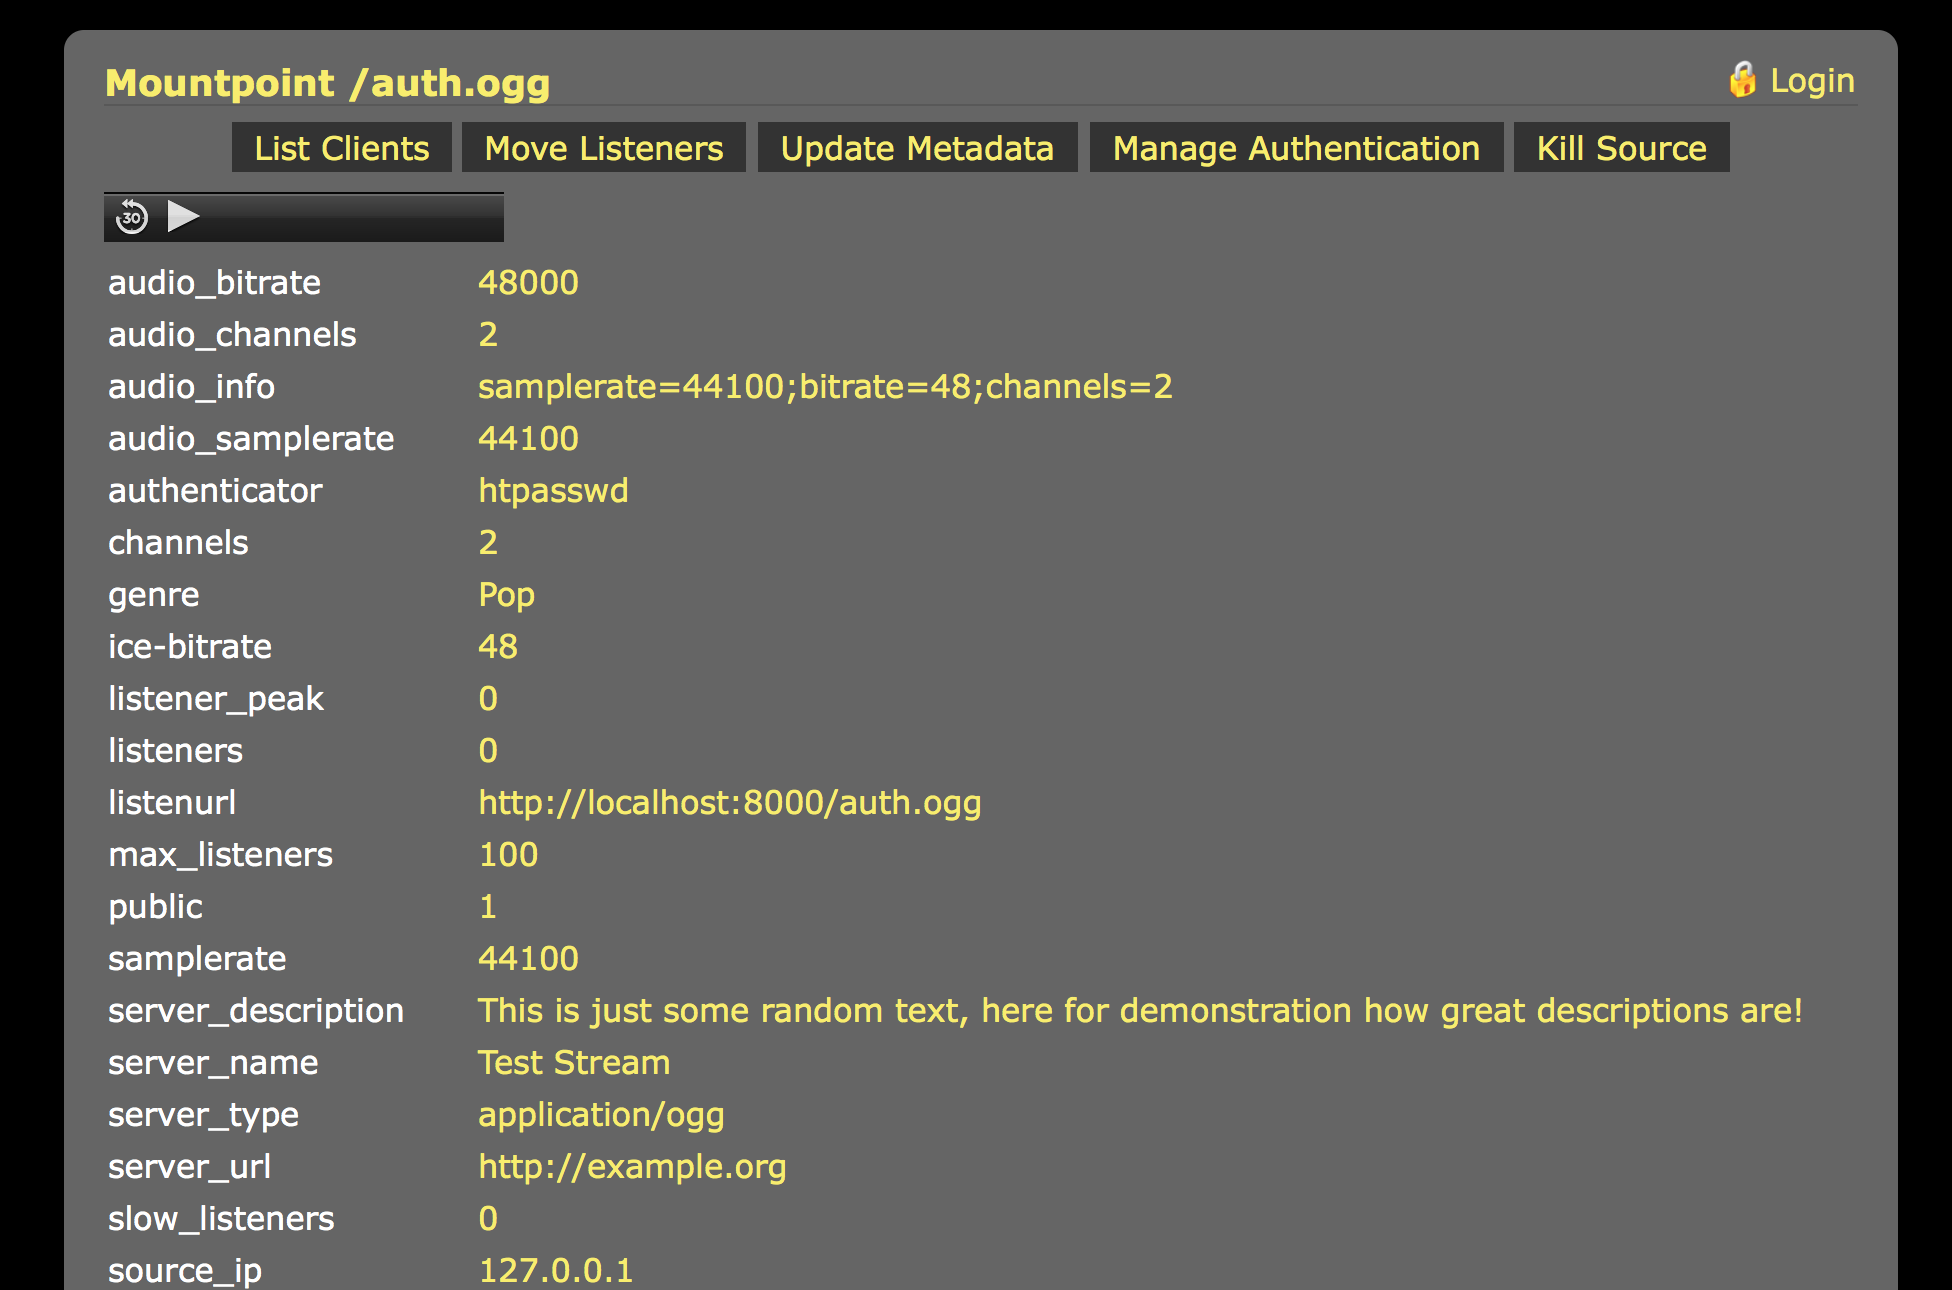 Mountpoint /auth.ogg
Login
List Clients Move Listeners Update Metadata Manage Authentication Kill Source
30
audio_bitrate 48000
audio_channels 2
audio_info samplerate=44100;bitrate=48;channels=2
audio_samplerate 44100
authenticator htpasswd
channels 2
genre Pop
ice-bitrate 48
listener_peak 0
listeners 0
listenurl http://localhost:8000/auth.ogg
max_listeners 100
public 1
samplerate 44100
server_description This is just some random text, here for demonstration how great descriptions are!
server_name Test Stream
server_type application/ogg
server_url http://example.org
slow_listeners 0
source_ip 127.0.0.1